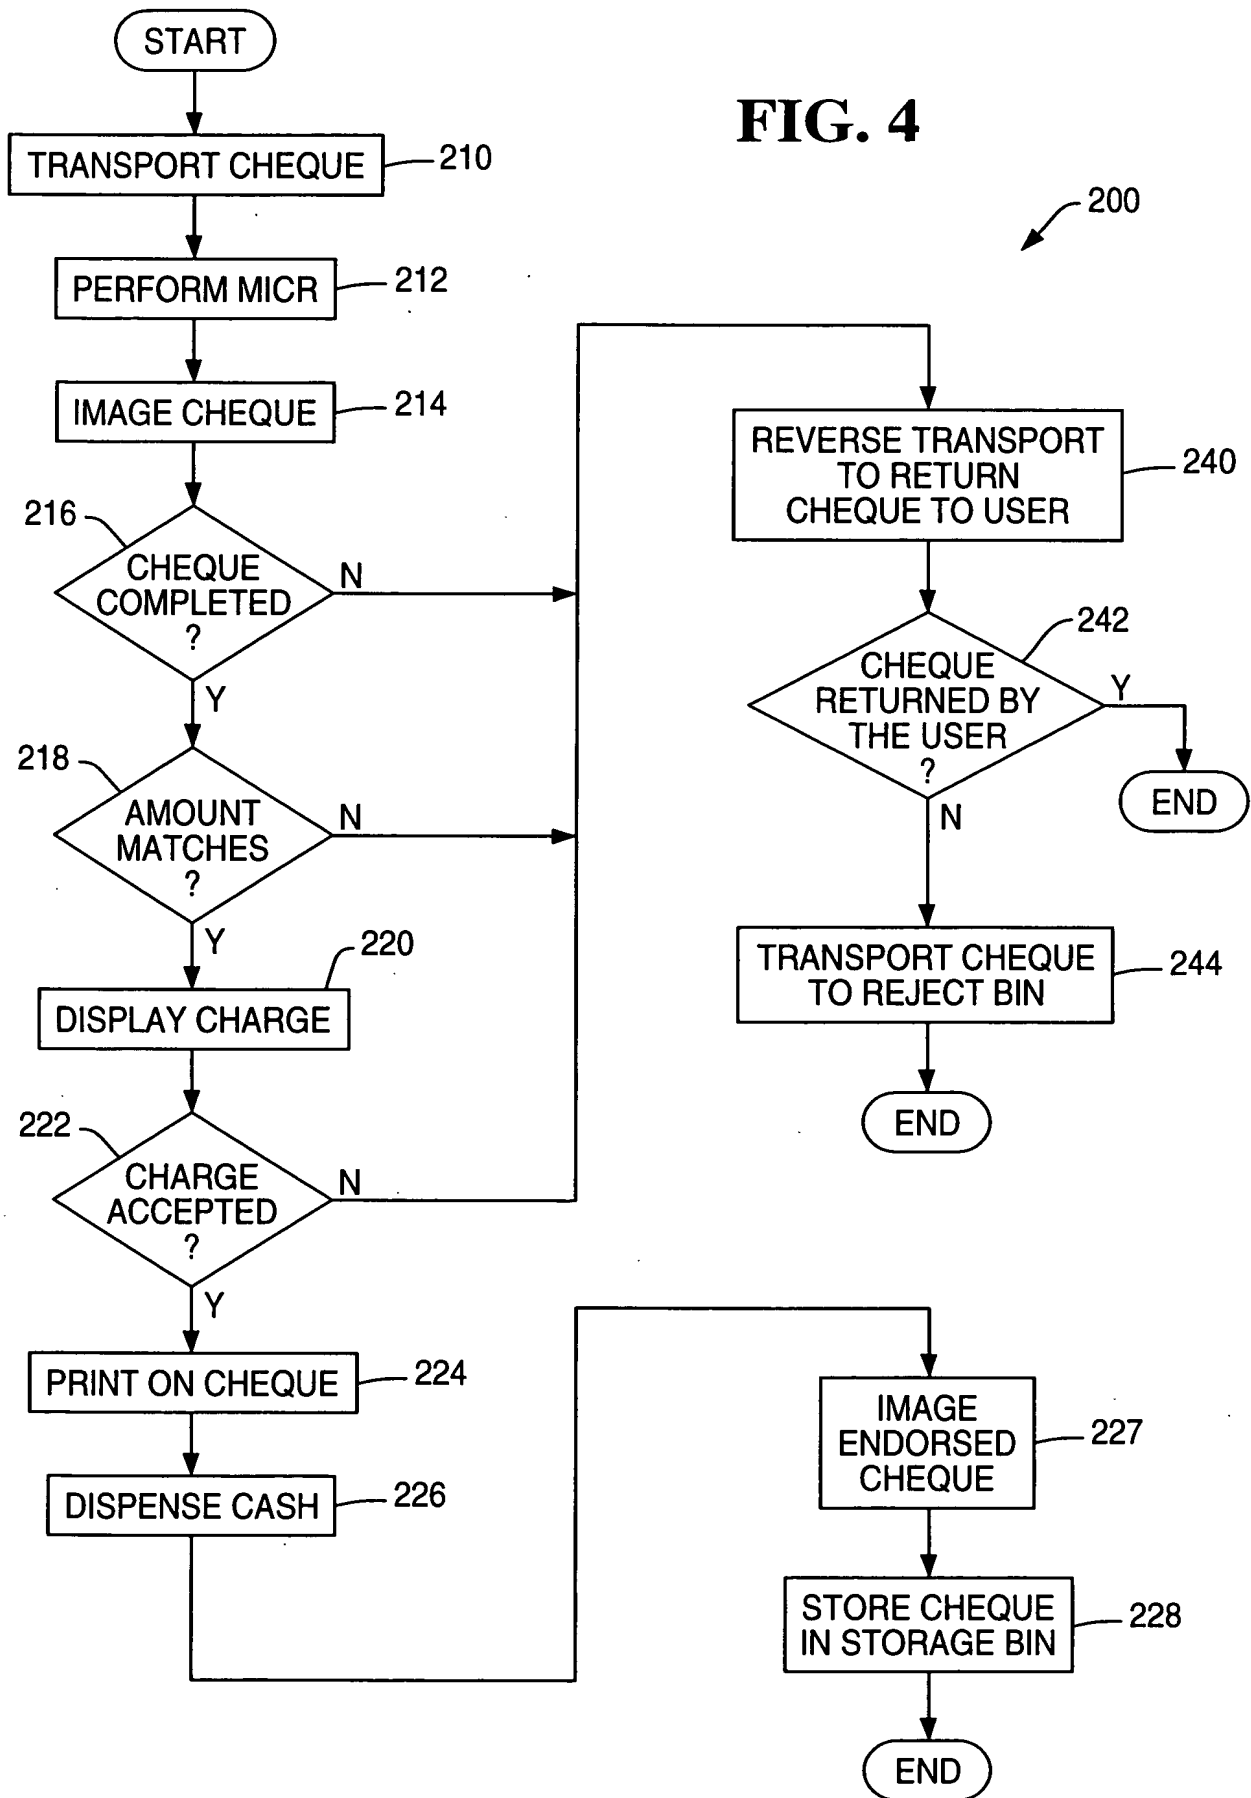 START
FIG. 4
TRANSPORT CHEQUE
210
200
PERFORM MICR
212
IMAGE CHEQUE
214
216
CHEQUE
COMPLETED
?
N
Y
218
AMOUNT
MATCHES
?
N
Y
220
DISPLAY CHARGE
222
CHARGE
ACCEPTED
?
N
Y
PRINT ON CHEQUE
224
DISPENSE CASH
226
REVERSE TRANSPORT
TO RETURN
CHEQUE TO USER
240
242
CHEQUE
RETURNED BY
THE USER
?
Y
END
N
TRANSPORT CHEQUE
TO REJECT BIN
244
END
IMAGE
ENDORSED
CHEQUE
227
STORE CHEQUE
IN STORAGE BIN
228
END